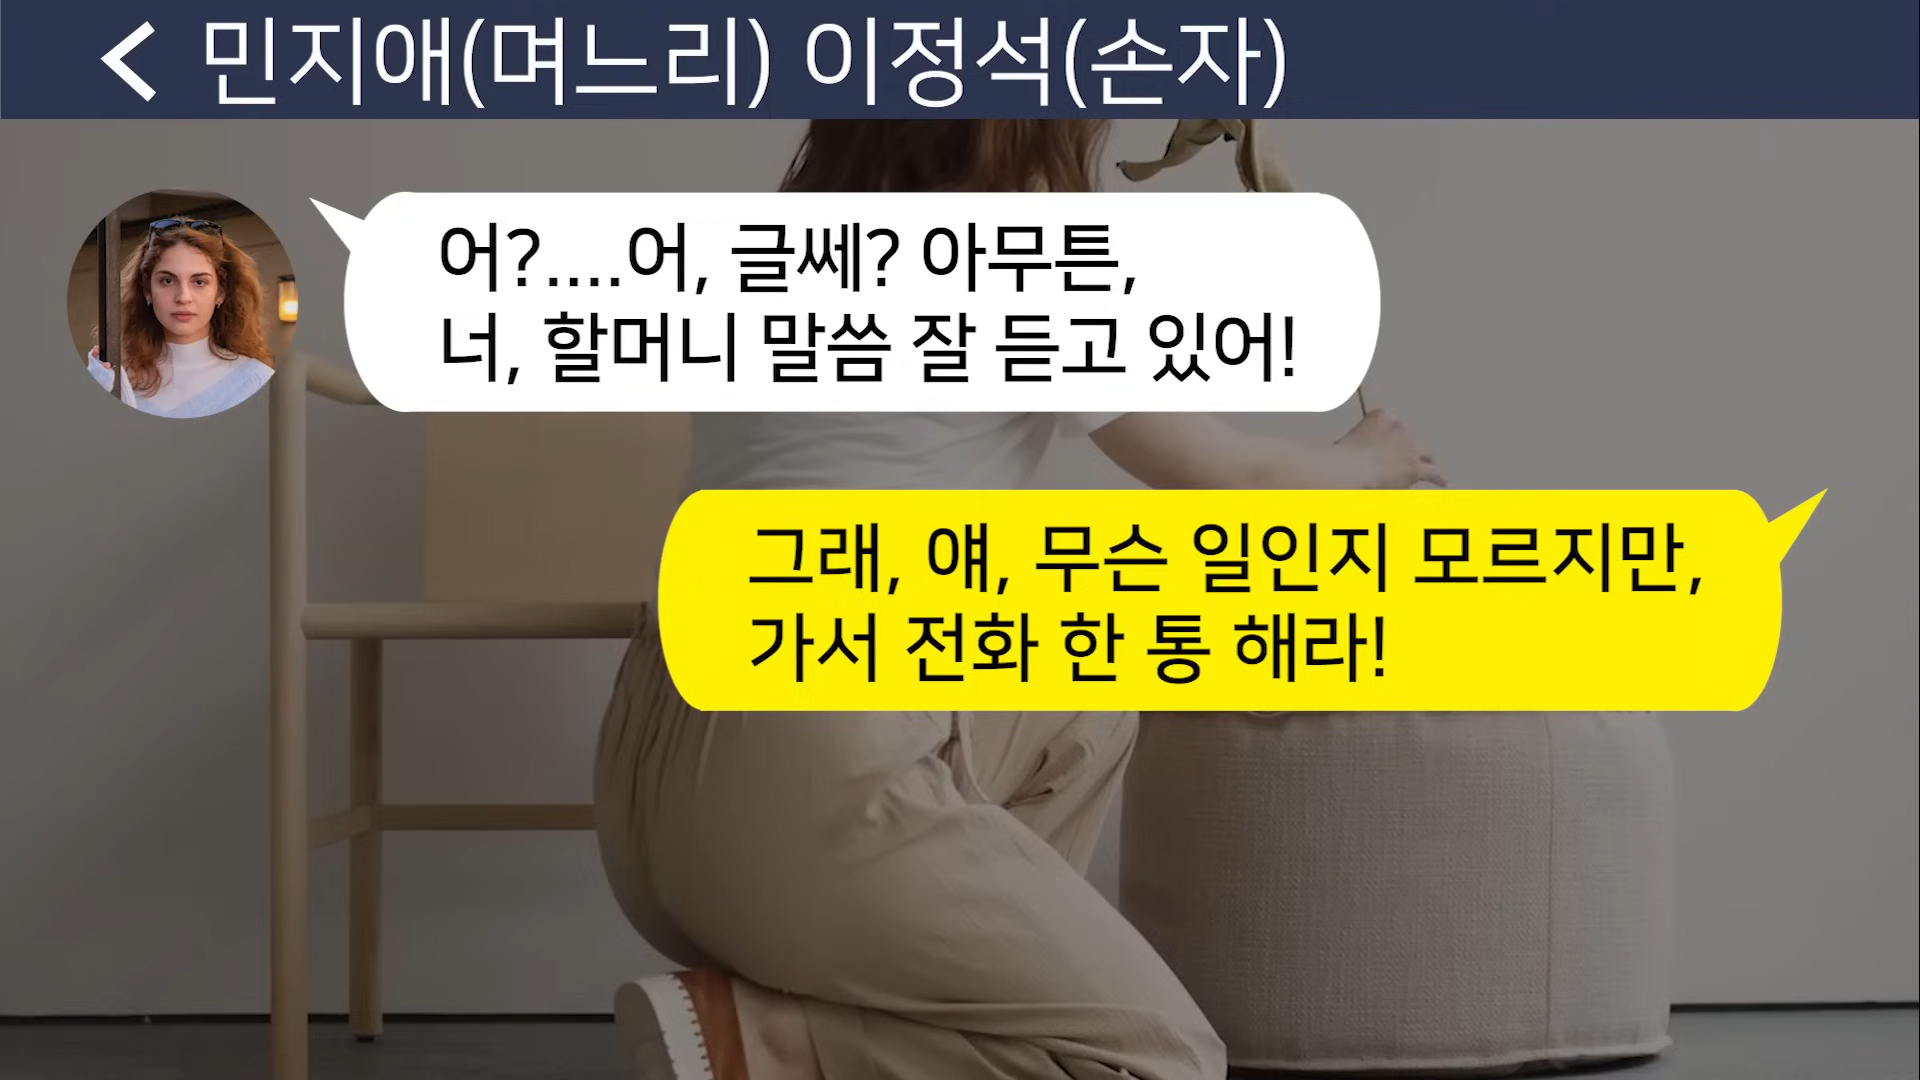 민지애(며느리) 이정석(손자)
어?....어, 글쎄? 아무튼,
너, 할머니 말씀 잘 듣고 있어!
그래, 얘, 무슨 일인지 모르지만,
가서 전화 한 통 해라!